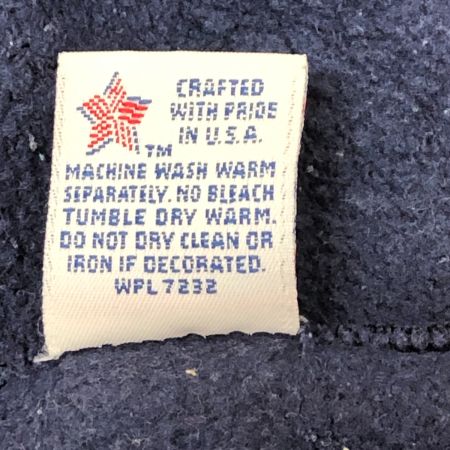 CRAFTED
WITH PRIDE
IN U.S.A.
TM
MACHINE WASH WARM
SEPARATELY. NO BLEACH
TUMBLE DRY WARM.
DO NOT DRY CLEAN OR
IRON IF DECORATED.
WPL 7232